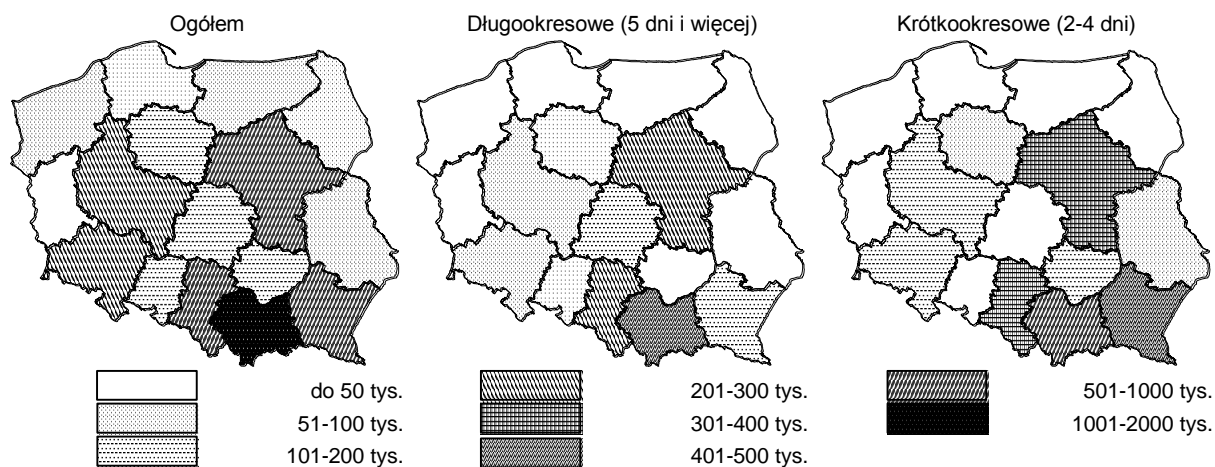 Ogółem
Długookresowe (5 dni i więcej)
Krótkookresowe (2-4 dni)
do 50 tys.
51-100 tys.
101-200 tys.
201-300 tys.
301-400 tys.
401-500 tys.
501-1000 tys.
1001-2000 tys.